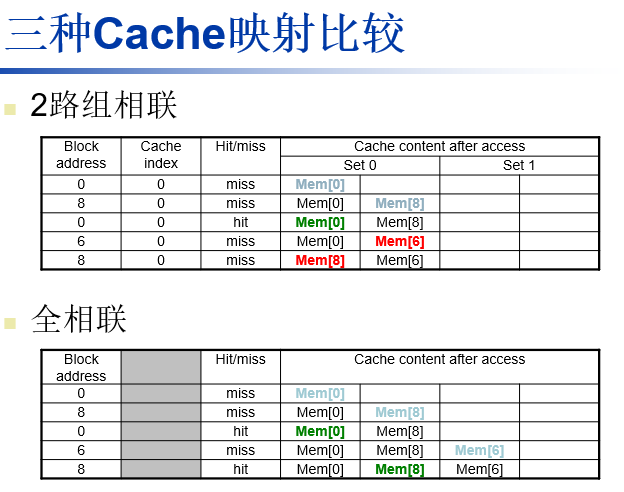 三种Cache映射比较
2路组相联
Block address Cache index Hit/miss Cache content after access
Set 0 Set 1
0 0 miss Mem[0]
8 0 miss Mem[0] Mem[8]
0 0 hit Mem[0] Mem[8]
6 0 miss Mem[0] Mem[6]
8 0 miss Mem[8] Mem[6]
全相联
Block address Hit/miss Cache content after access
0 miss Mem[0]
8 miss Mem[0] Mem[8]
0 hit Mem[0] Mem[8]
6 miss Mem[0] Mem[8] Mem[6]
8 hit Mem[0] Mem[8] Mem[6]